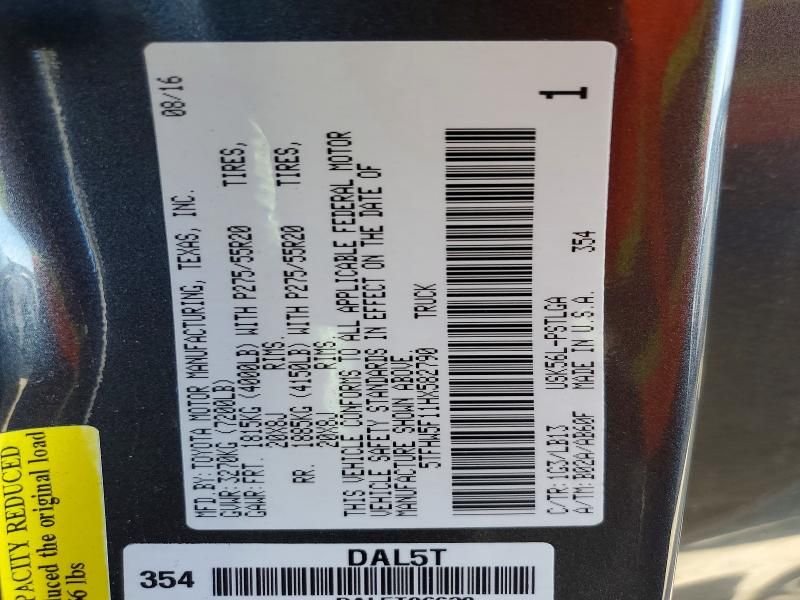 MFD.BY:TOYOTA MOTOR MANUFACTURING, TEXAS, INC. 08/16
GVWR:3270KG (7200LB)
GAWR:FRT. 1815KG (4000LB) WITH P275/55R20 TIRES,
20X8J RIMS.
RR. 1885KG (4150LB) WITH P275/55R20 TIRES,
20X8J RIMS.
THIS VEHICLE CONFORMS TO ALL APPLICABLE FEDERAL MOTOR
VEHICLE SAFETY STANDARDS IN EFFECT ON THE DATE OF
MANUFACTURE SHOWN ABOVE.
5TFHW5F11HX582790 TRUCK
1
C/TR:1G3/LB13 USK56L-PSTLGA
A/TM:B02A/AB60F MADE IN U.S.A. 354
PACITY REDUCED
uced the original load
6 lbs
DAL5T
354